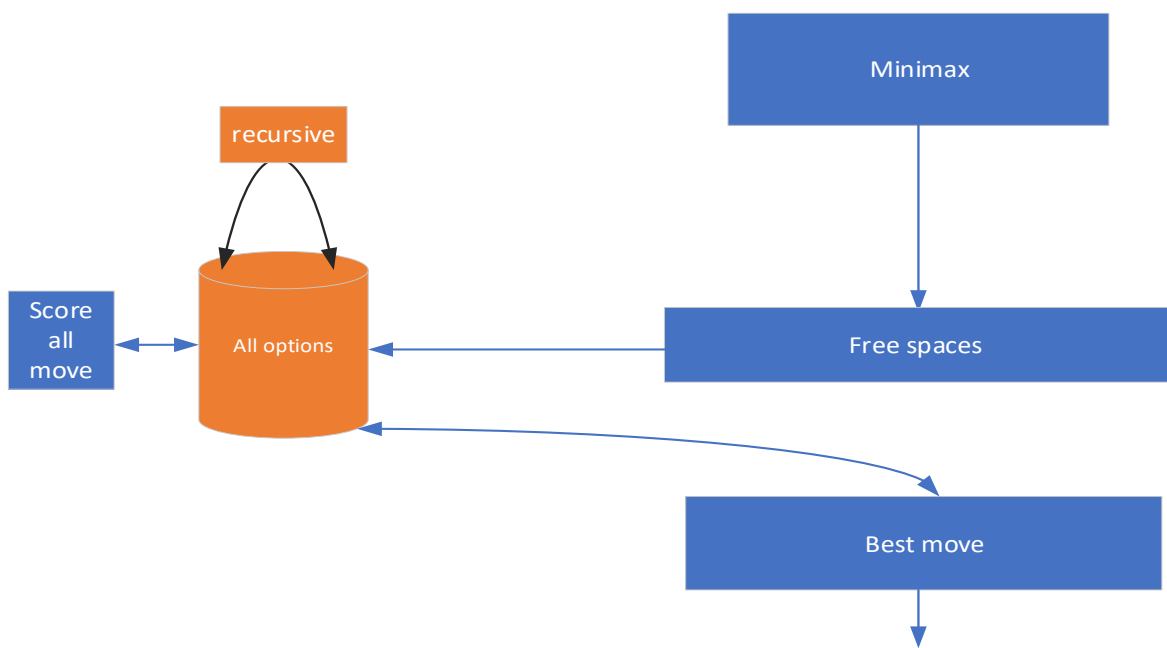 Minimax
recursive
Score
all
move
All options
Free spaces
Best move